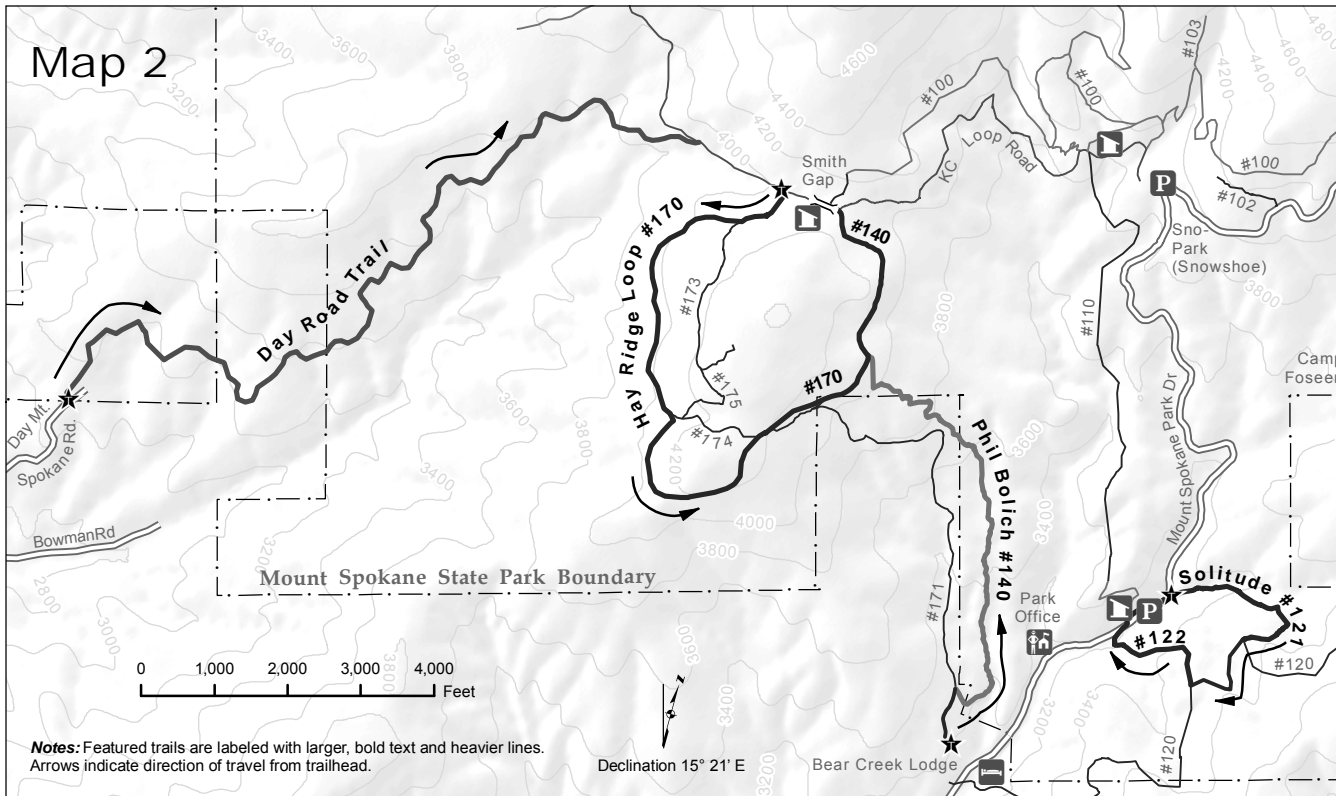 Map 2
3200
3400
3600
3800
4000
4200
4400
4600
#100
#100
#103
4200
4400
4600
4800
Smith
Gap
KC Loop Road
#100
#102
Sno-
Park
(Snowshoe)
3800
P
Hay Ridge Loop #170
#173
#140
#110
3800
Day Road Trail
Mount Spokane Park Dr
Camp
Foseen
#170
#175
#174
Day Mt.
Spokane Rd.
3600
3400
3800
4200
4000
3800
3600
3400
Phil Bolich #140
Bowman Rd
3200
2800
3000
Mount Spokane State Park Boundary
#171
Park
Office
P
Solitude #121
#122
#120
#120
3800
3660
3400
3200
3200
3400
0 1,000 2,000 3,000 4,000
Feet
z
Notes: Featured trails are labeled with larger, bold text and heavier lines.
Arrows indicate direction of travel from trailhead.
Declination 15° 21' E
Bear Creek Lodge